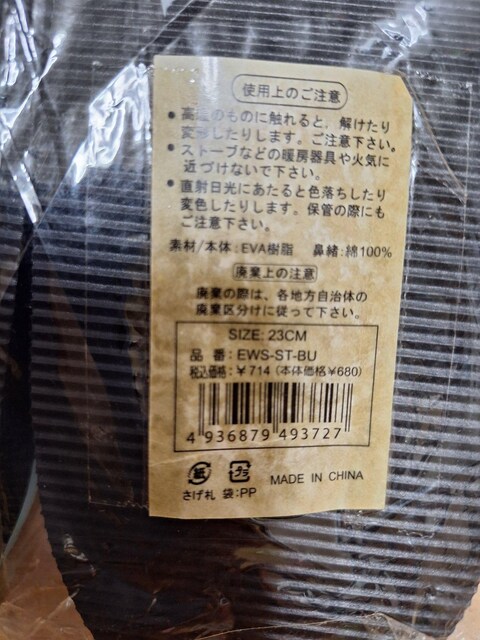 使用上のご注意
●高温のものに触れると、解けたり
変形したりします。ご注意下さい。
●ストーブなどの暖房器具や火気に
近づけないで下さい。
●直射日光にあたると色落ちしたり
変色したりします。保管の際にも
ご注意下さい。
素材/本体:EVA樹脂 鼻緒:綿100%
廃棄上の注意
廃棄の際は、各地方自治体の
廃棄区分けに従って下さい。
SIZE: 23CM
品番: EWS-ST-BU
税込価格:¥714(本体価格¥680)
4 936879 493727
紙 プラ
さげ札 袋:PP MADE IN CHINA